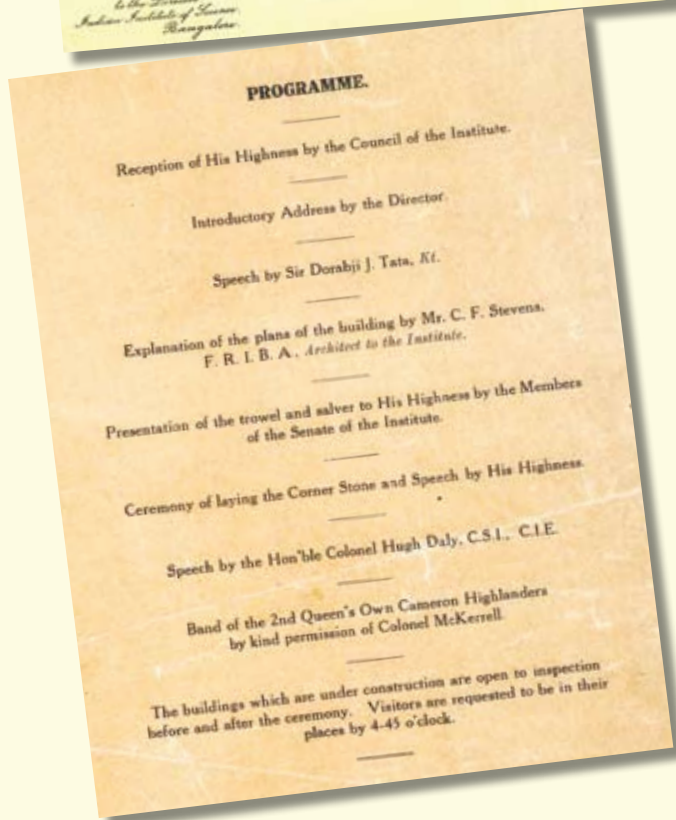 to the Director
Indian Institute of Science,
Bangalore.
PROGRAMME.
Reception of His Highness by the Council of the Institute.
Introductory Address by the Director.
Speech by Sir Dorabji J. Tata, Kt.
Explanation of the plans of the building by Mr. C. F. Stevens,
F. R. I. B. A., Architect to the Institute.
Presentation of the trowel and salver to His Highness by the Members
of the Senate of the Institute.
Ceremony of laying the Corner Stone and Speech by His Highness.
Speech by the Hon'ble Colonel Hugh Daly, C.S.I., C.I.E.
Band of the 2nd Queen's Own Cameron Highlanders
by kind permission of Colonel McKerrell.
The buildings which are under construction are open to inspection
before and after the ceremony. Visitors are requested to be in their
places by 4-45 o'clock.